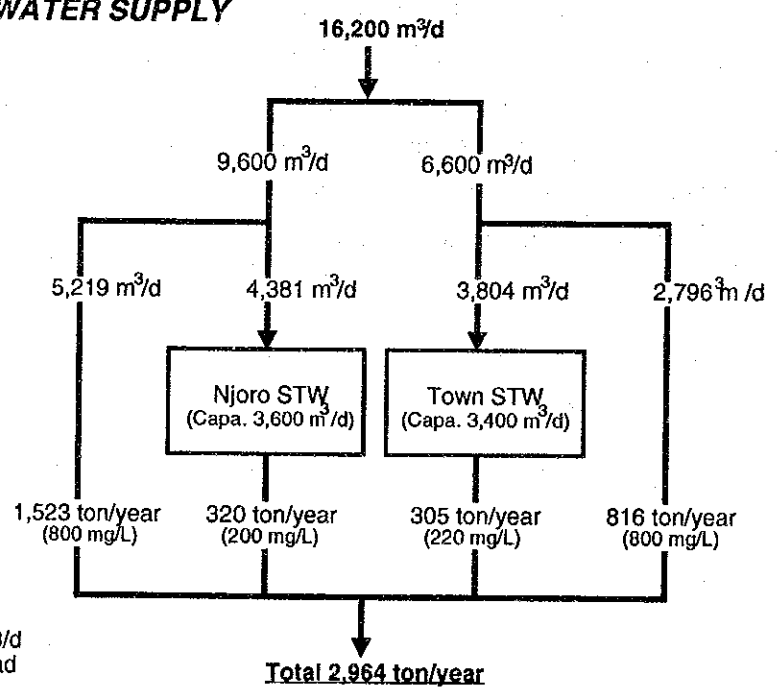 WATER SUPPLY
16,200 m³/d
9,600 m³/d 6,600 m³/d
5,219 m³/d 4,381 m³/d 3,804 m³/d 2,796³m /d
Njoro STW
(Capa. 3,600 m³/d)
Town STW
(Capa. 3,400 m³/d)
1,523 ton/year
(800 mg/L)
320 ton/year
(200 mg/L)
305 ton/year
(220 mg/L)
816 ton/year
(800 mg/L)
3/d
ad
Total 2,964 ton/year